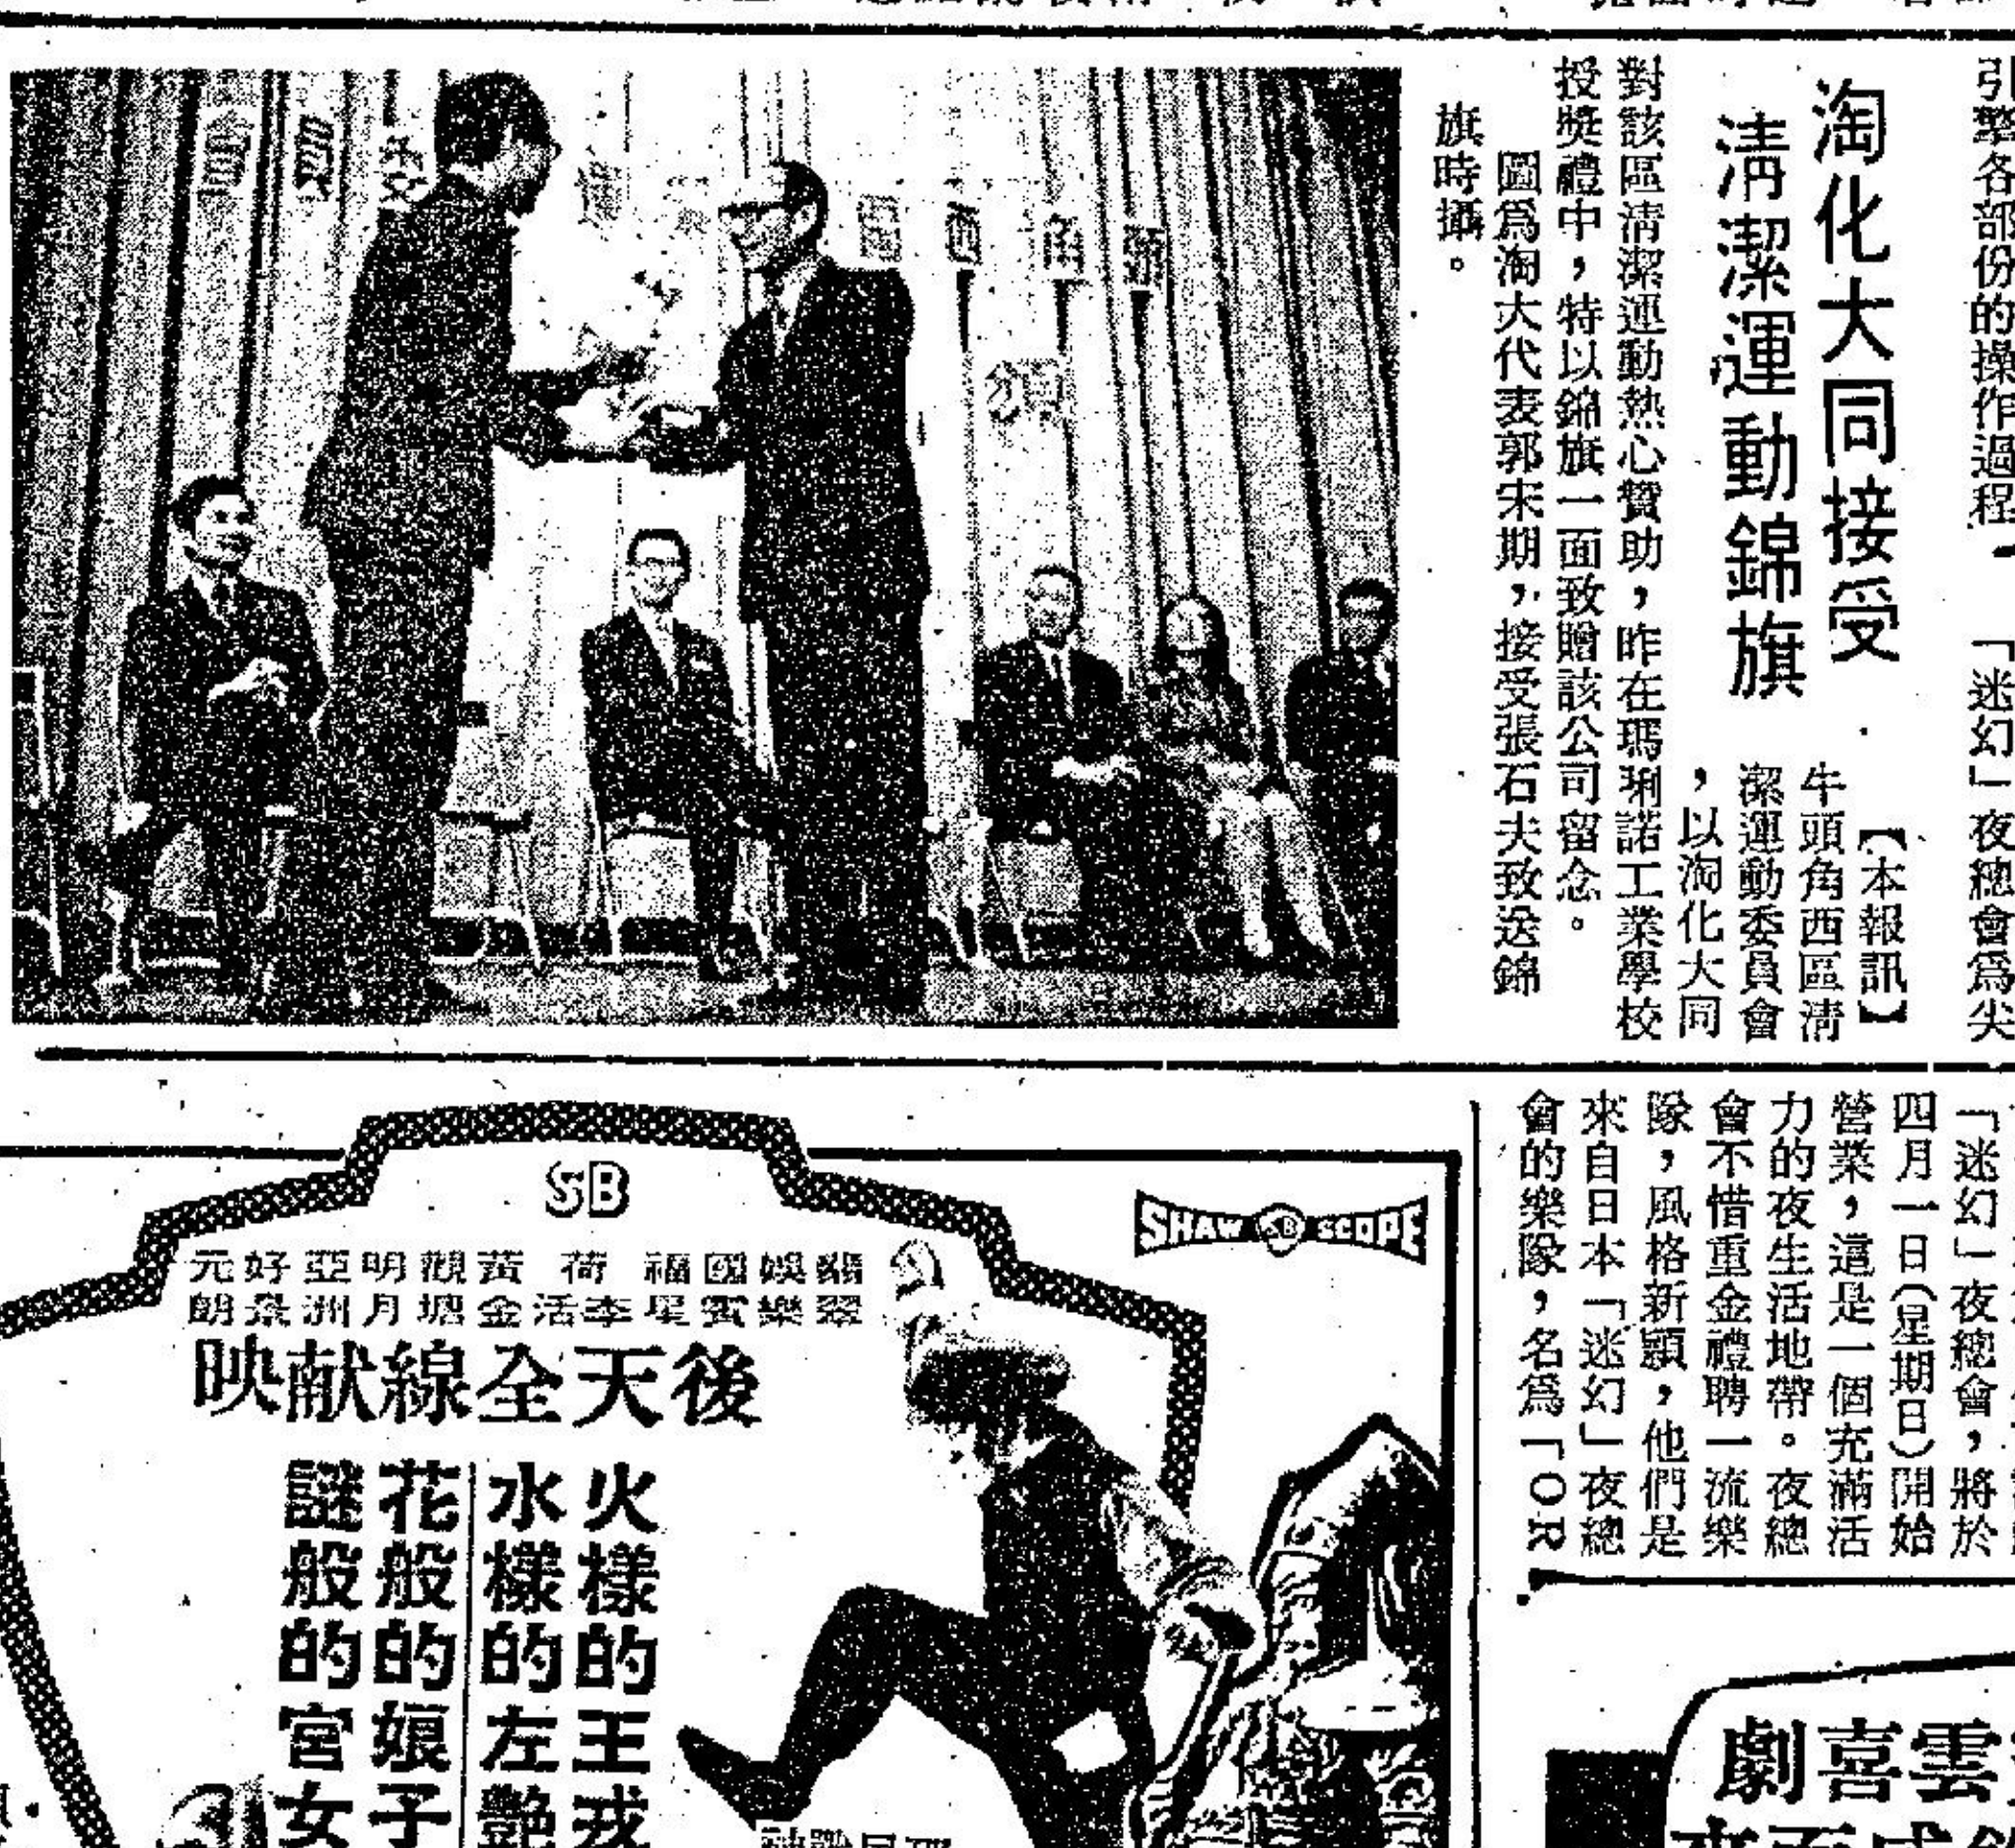 引擎各部份的操作過程
「迷幻」夜總會爲尖
淘化大同接受
清潔運動錦旗
【本報訊】
牛頭角西區清
潔運動委員會
，以淘化大同
對該區清潔運動熱心贊助，昨在瑪琍諾工業學校
授獎禮中，特以錦旗一面致贈該公司留念。
圖爲淘大代表郭宋期，接受張石夫致送錦
旗時攝。
「迷幻」夜總會，將於
四月一日（星期日）開始
營業，這是一個充滿活
力的夜生活地帶。夜總
會不惜重金禮聘一流樂
隊，風格新穎，他們是
來自日本「迷幻」夜總
會的樂隊，名爲「OR
SB
SHAW SB SCOPE
元好亞明觀黃荷福國娛翡
朗景洲月塘金活李星賓樂翠
映献線全天後
火樣的王戎
水樣的左艷
花般的娘子
謎般的宮女
劇喜雲